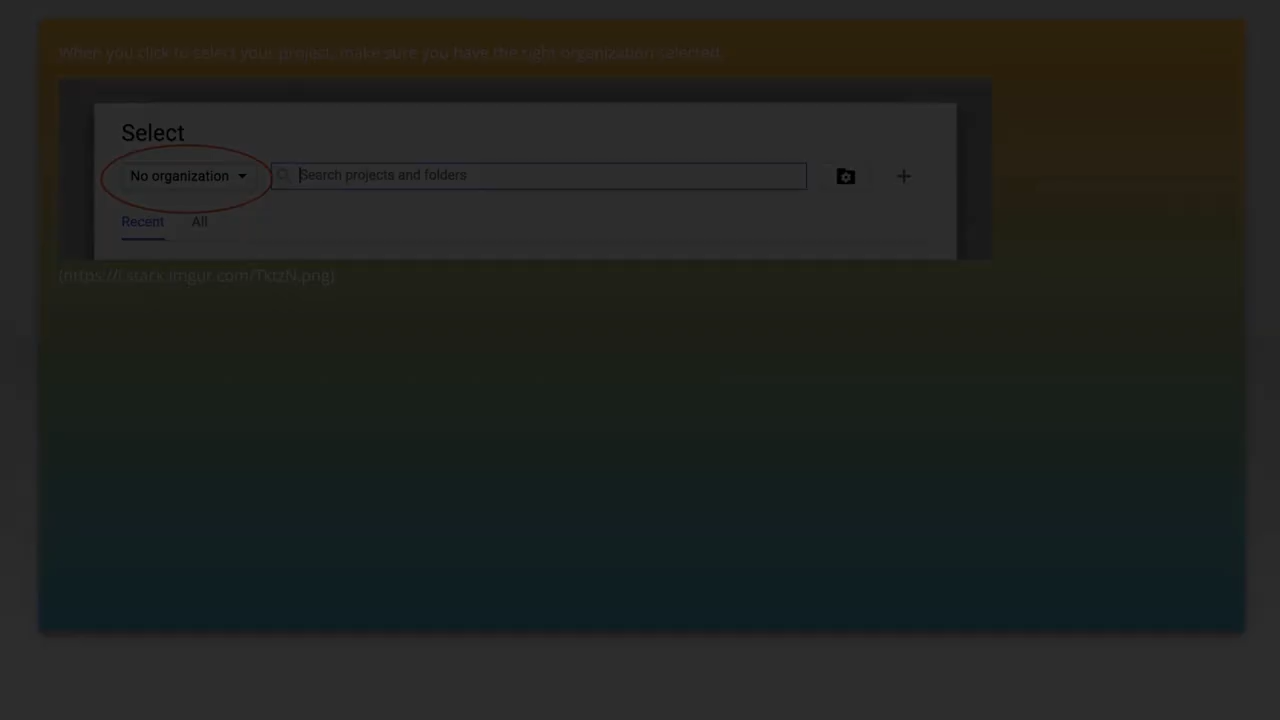 When you click to select your project, make sure you have the right organization selected.
Select
No organization
Search projects and folders
Recent All